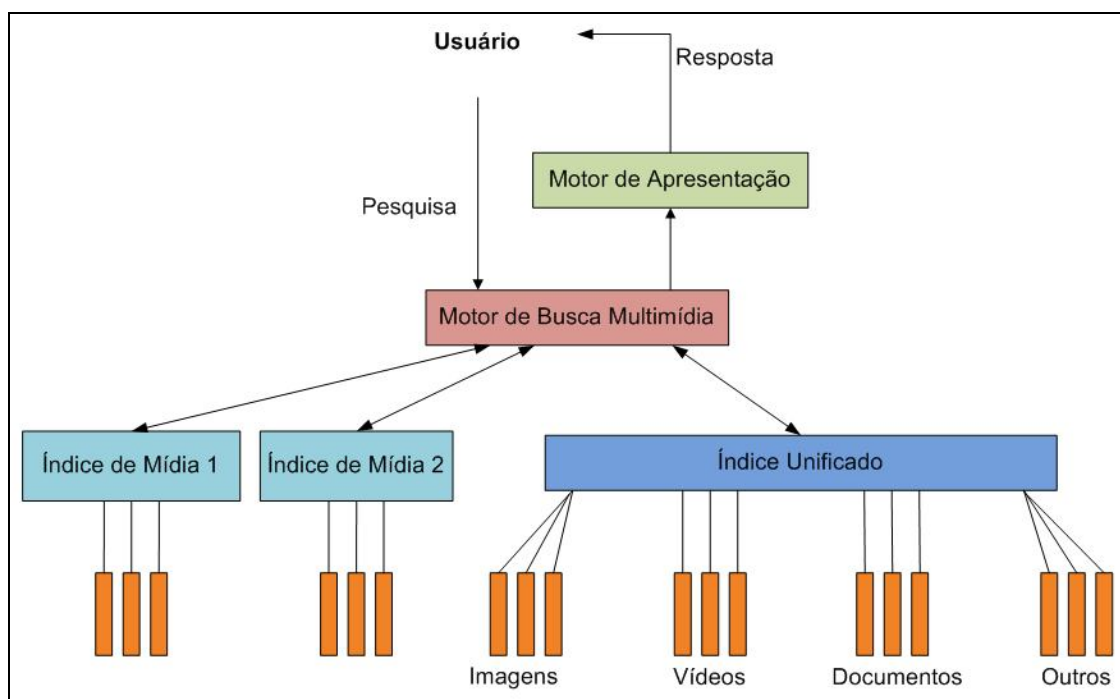 Usuário
Resposta
Motor de Apresentação
Pesquisa
Motor de Busca Multimídia
Índice de Mídia 1
Índice de Mídia 2
Índice Unificado
Imagens
Vídeos
Documentos
Outros